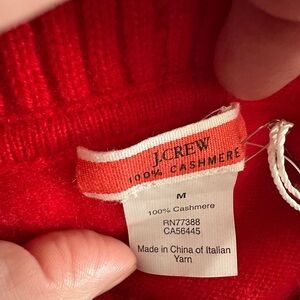 J.CREW
100% CASHMERE
M
100% Cashmere
RN77388
CA56445
Made in China of Italian
Yarn